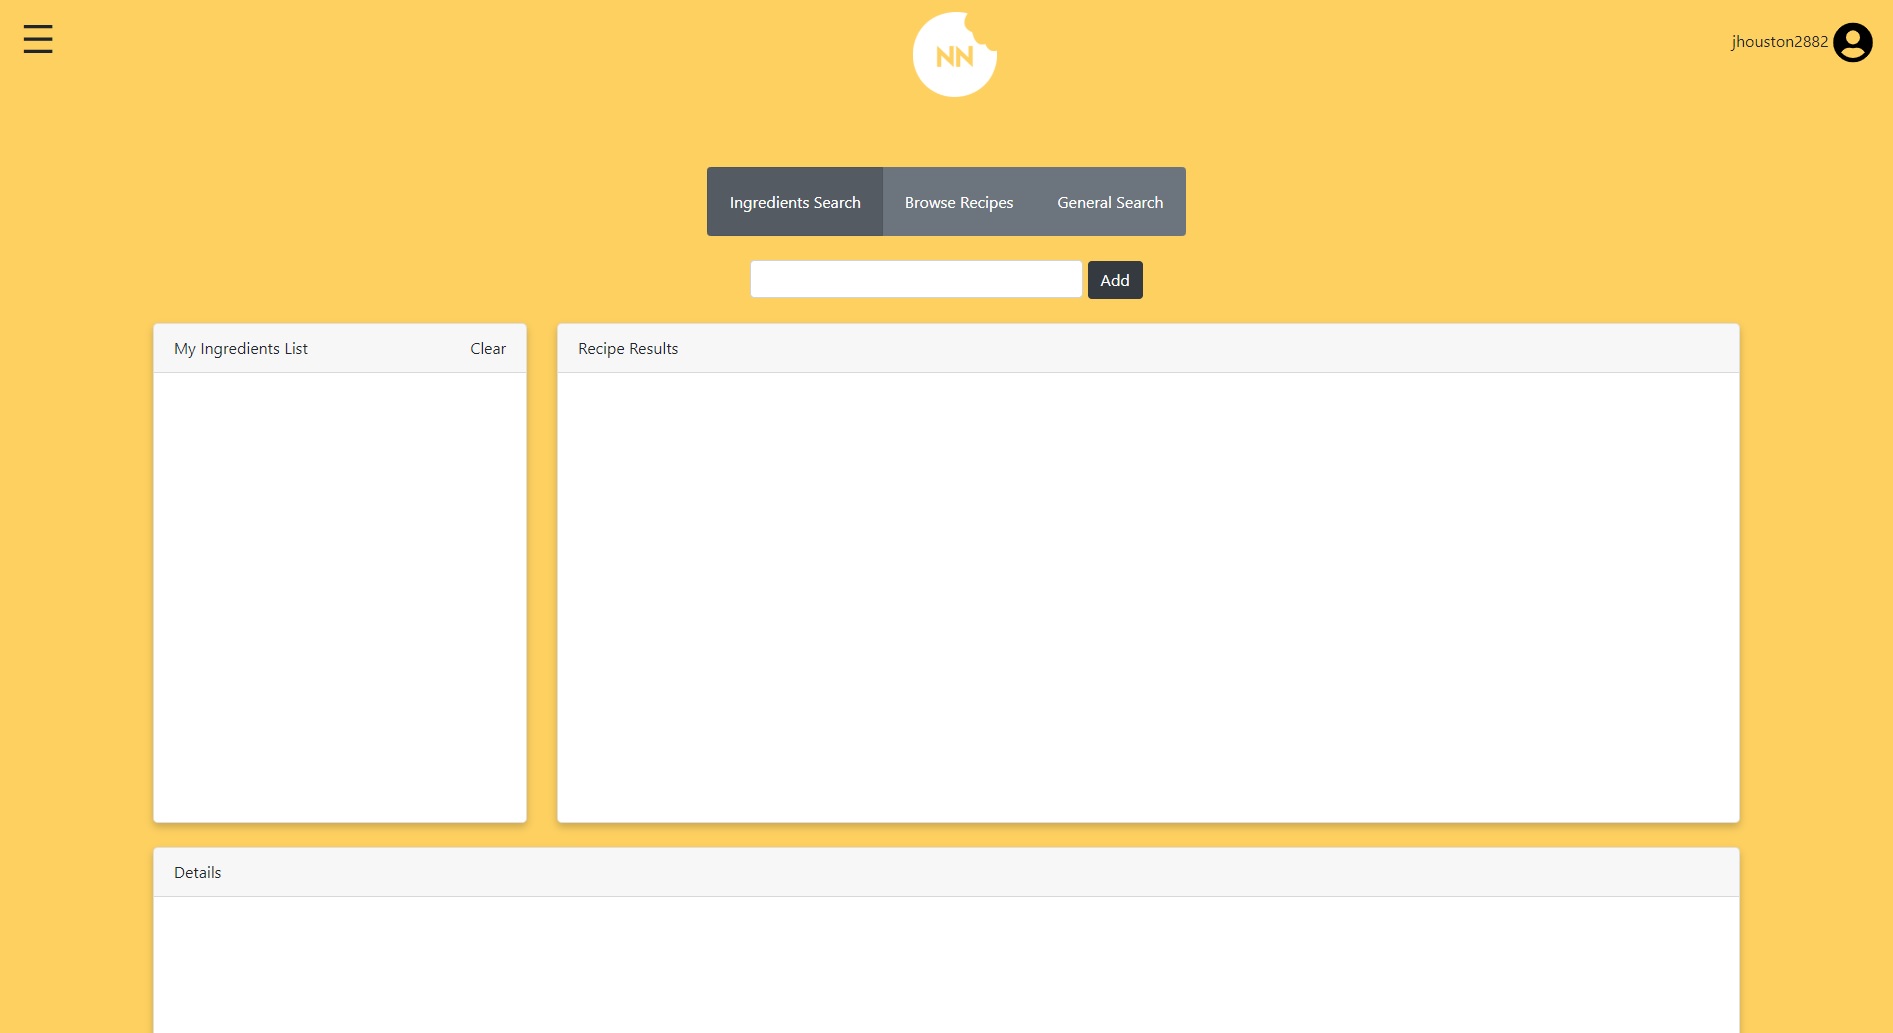 NN
jhouston2882
Ingredients Search Browse Recipes General Search
Add
My Ingredients List Clear
Recipe Results
Details